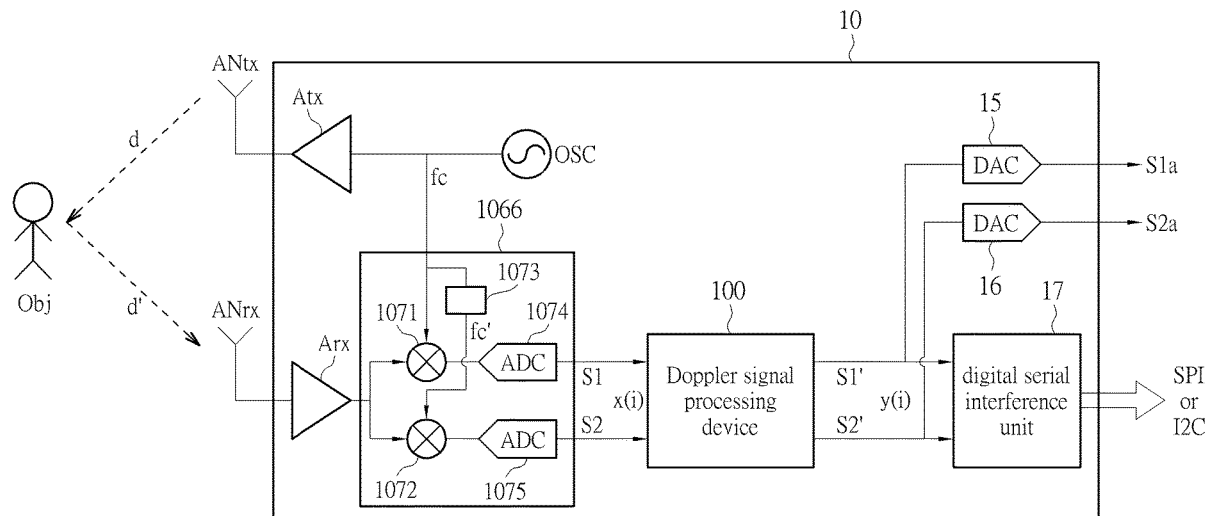 10
ANtx
Atx
15
d
OSC
DAC
S1a
fc
1066
DAC
S2a
1073
16
Obj
d'
ANrx
100
17
1071
fc'
1074
Arx
ADC
S1
S1'
Doppler signal
processing
device
x(i)
y(i)
digital serial
interference
unit
SPI
or
I2C
S2
S2'
ADC
1072
1075